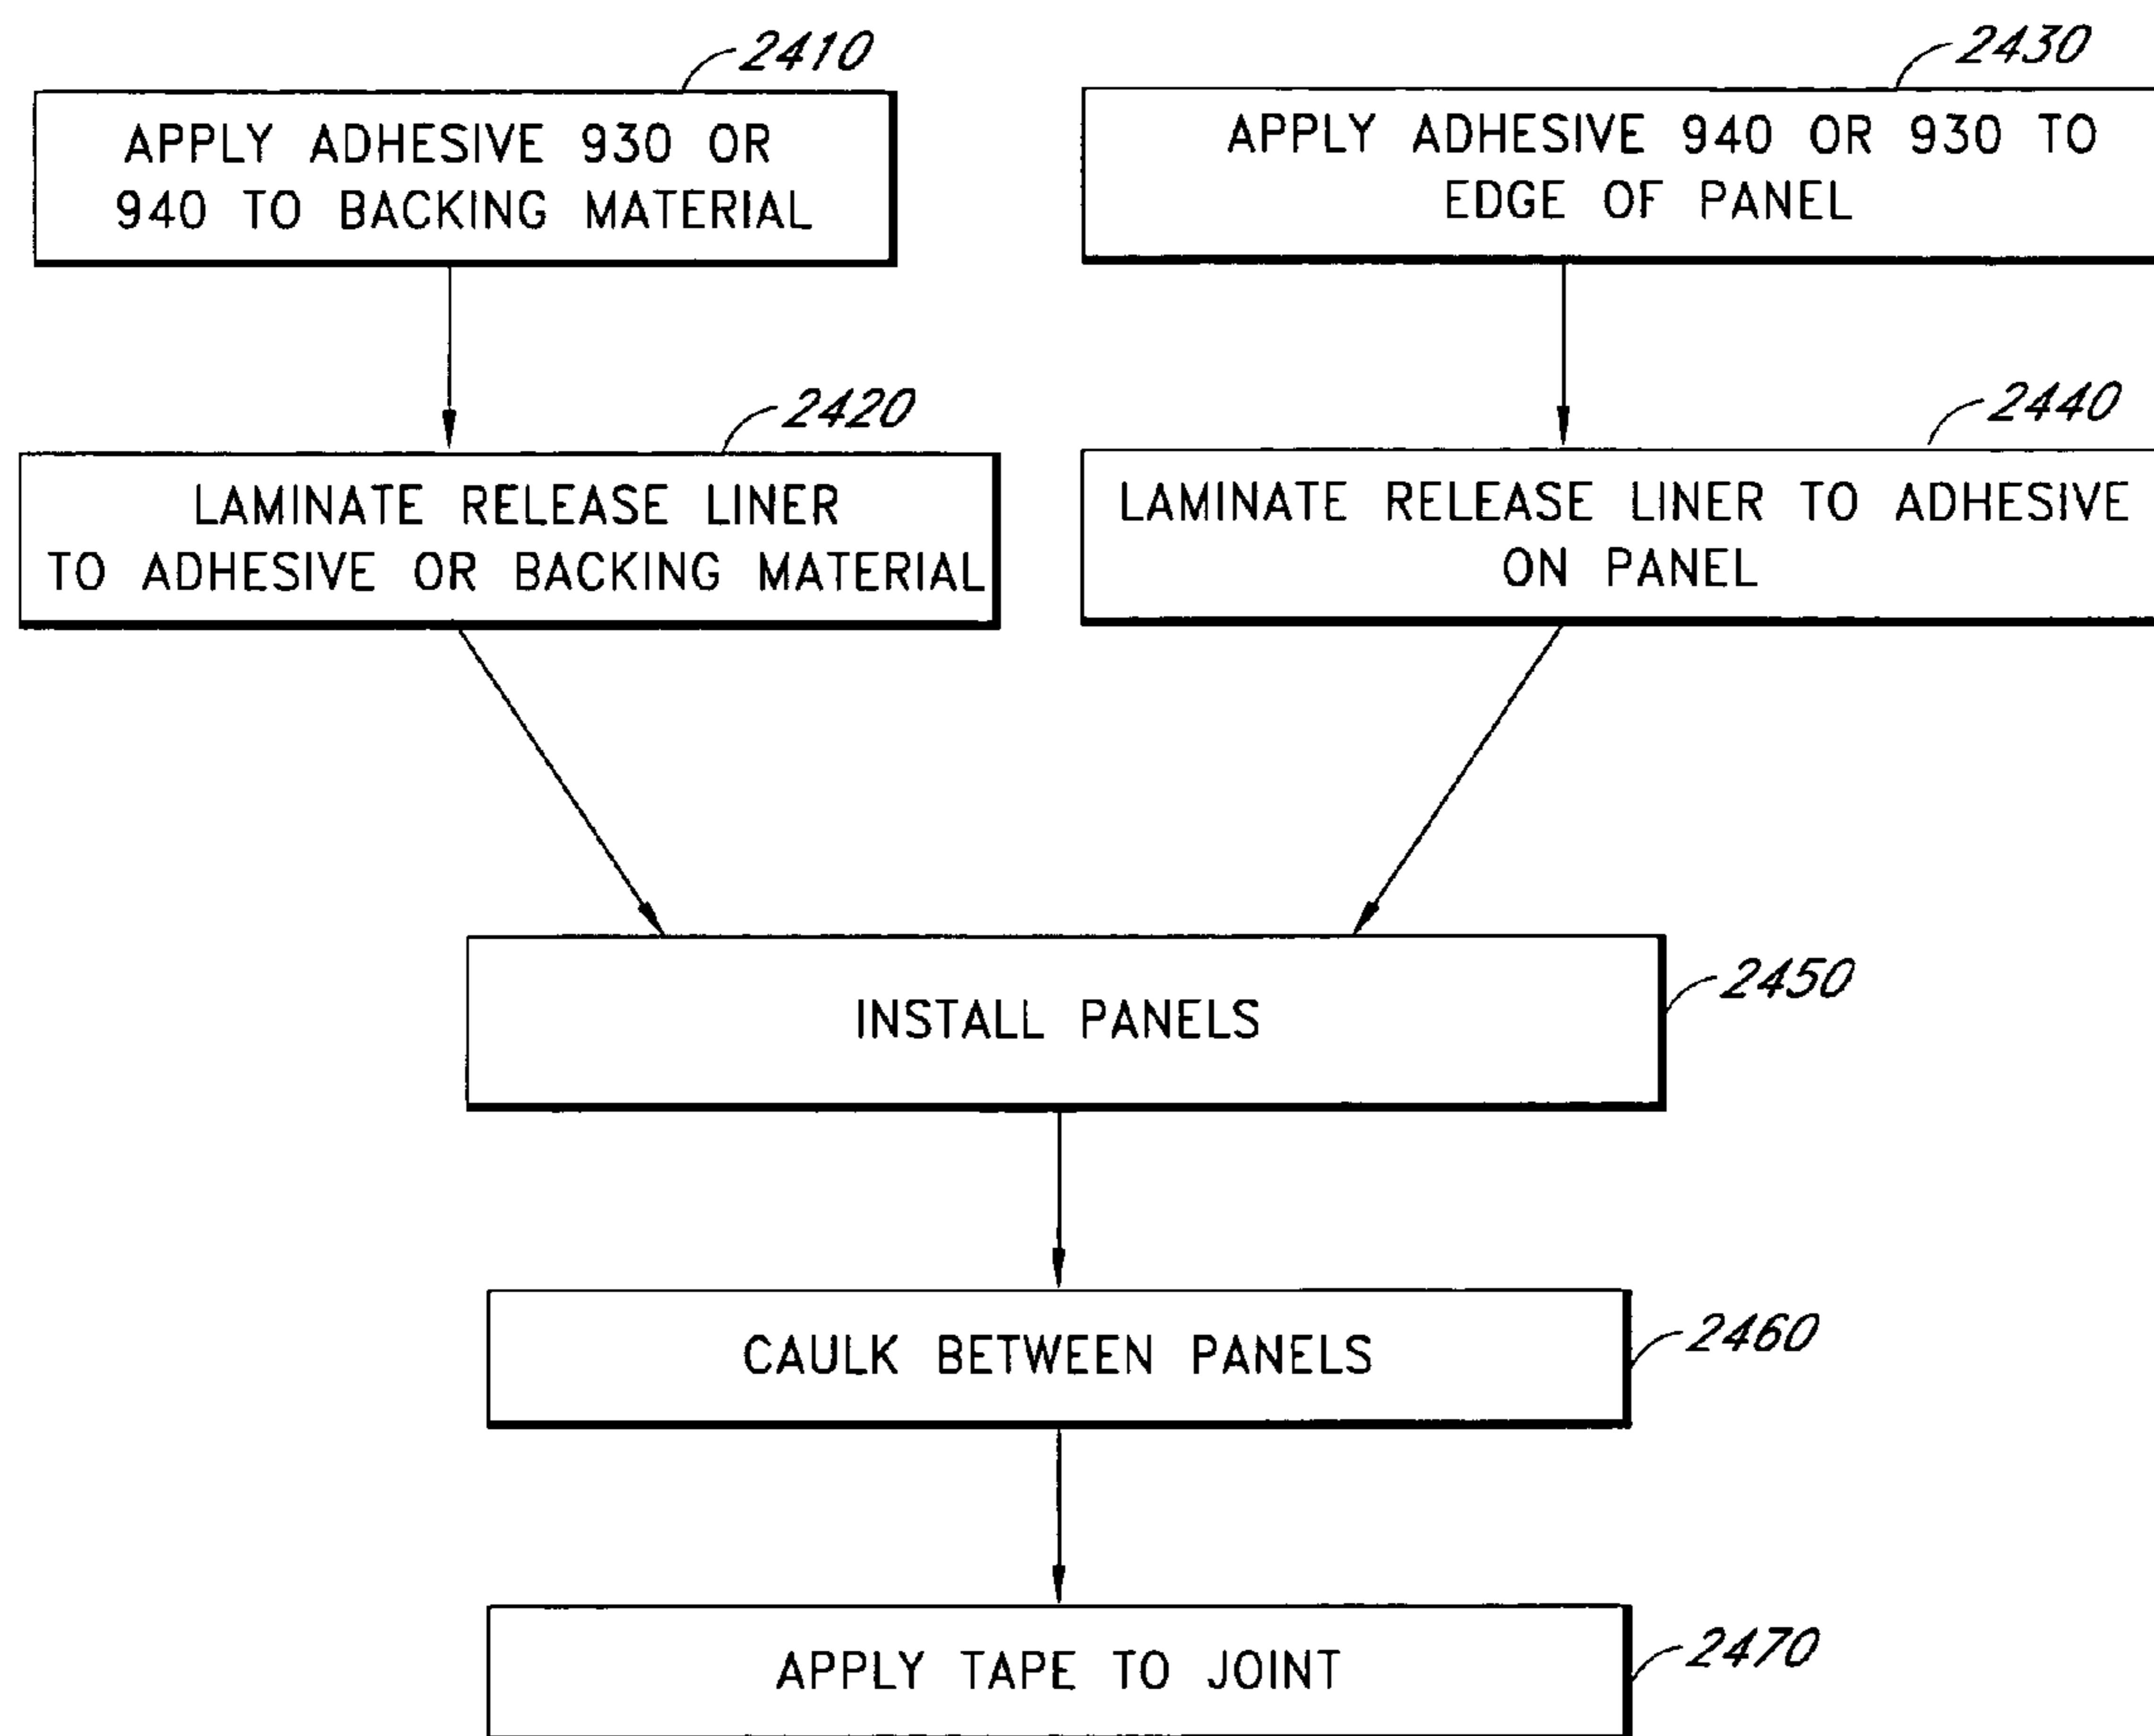 2410
APPLY ADHESIVE 930 OR
940 TO BACKING MATERIAL
2430
APPLY ADHESIVE 940 OR 930 TO
EDGE OF PANEL
2420
LAMINATE RELEASE LINER
TO ADHESIVE OR BACKING MATERIAL
2440
LAMINATE RELEASE LINER TO ADHESIVE
ON PANEL
2450
INSTALL PANELS
2460
CAULK BETWEEN PANELS
2470
APPLY TAPE TO JOINT